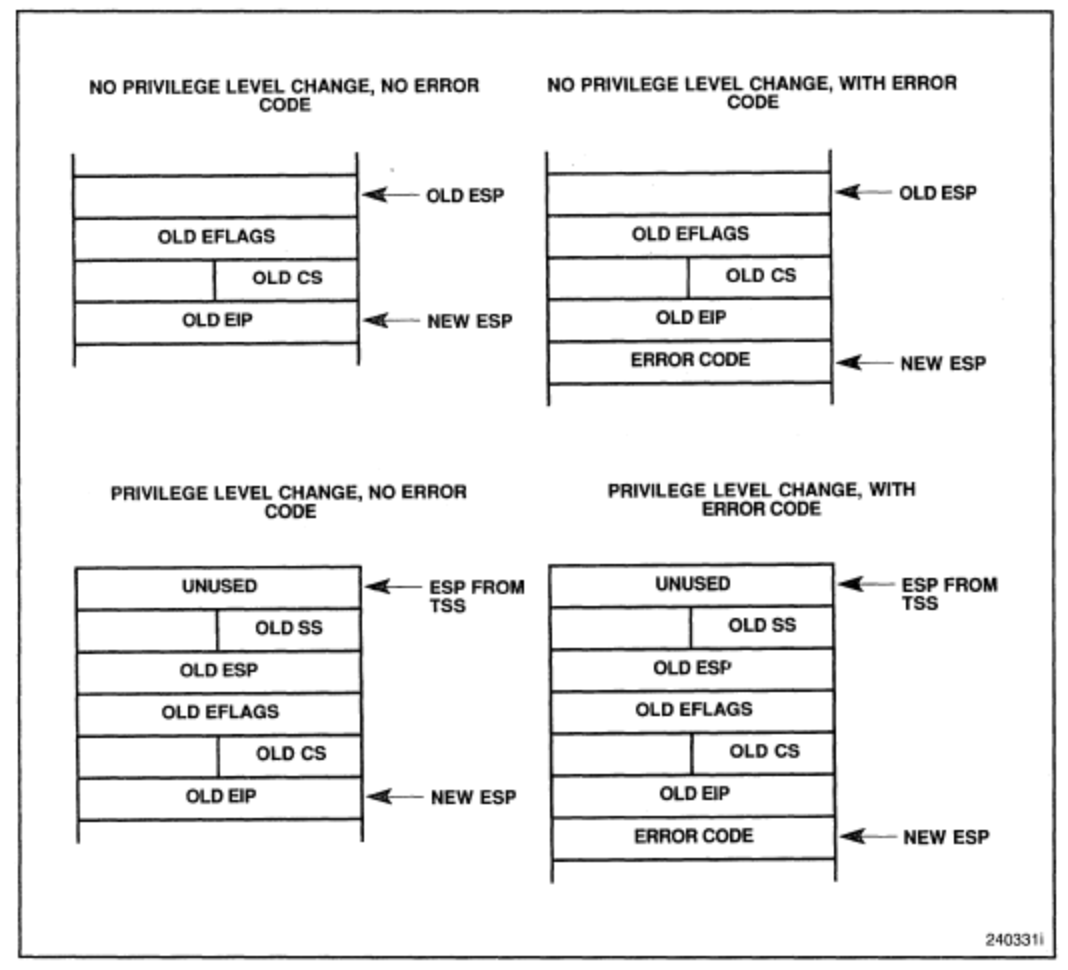 NO PRIVILEGE LEVEL CHANGE, NO ERROR
CODE
OLD ESP
OLD EFLAGS
OLD CS
OLD EIP
NEW ESP
NO PRIVILEGE LEVEL CHANGE, WITH ERROR
CODE
OLD ESP
OLD EFLAGS
OLD CS
OLD EIP
ERROR CODE
NEW ESP
PRIVILEGE LEVEL CHANGE, NO ERROR
CODE
UNUSED
ESP FROM
TSS
OLD SS
OLD ESP
OLD EFLAGS
OLD CS
OLD EIP
NEW ESP
PRIVILEGE LEVEL CHANGE, WITH
ERROR CODE
UNUSED
ESP FROM
TSS
OLD SS
OLD ESP
OLD EFLAGS
OLD CS
OLD EIP
ERROR CODE
NEW ESP
240331i